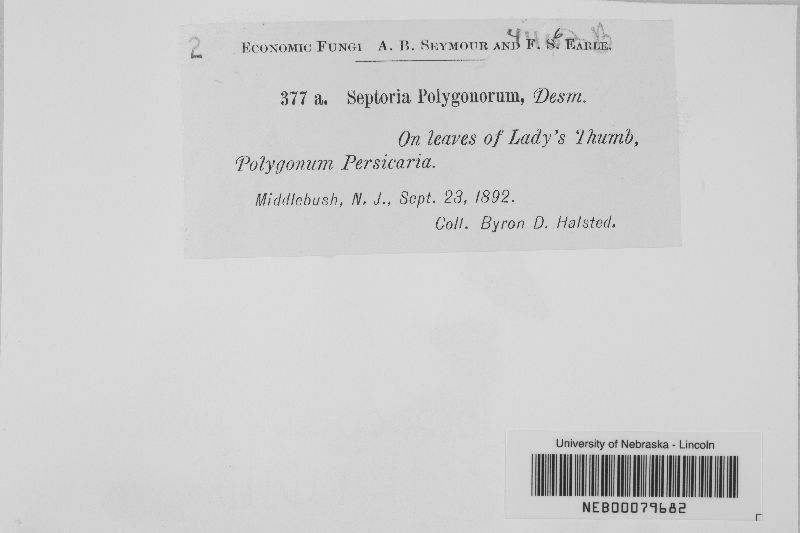 2
ECONOMIC FUNGI A. B. SEYMOUR AND F. S. EARLE.
377 a. Septoria Polygonorum, Desm.
On leaves of Lady's Thumb,
Polygonum Persicaria.
Middlebush, N. J., Sept. 23, 1892.
Coll. Byron D. Halsted.
University of Nebraska - Lincoln
NEB00079682